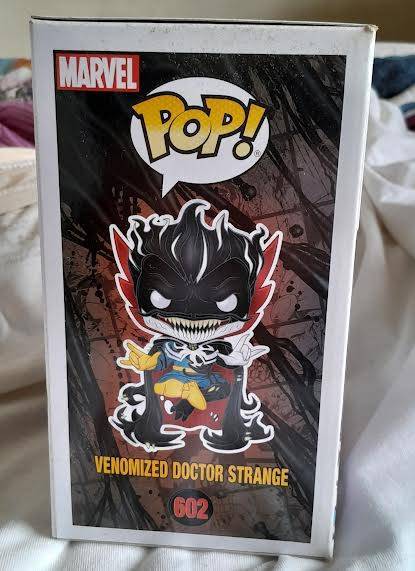 MARVEL
POP!
VENOMIZED DOCTOR STRANGE
602